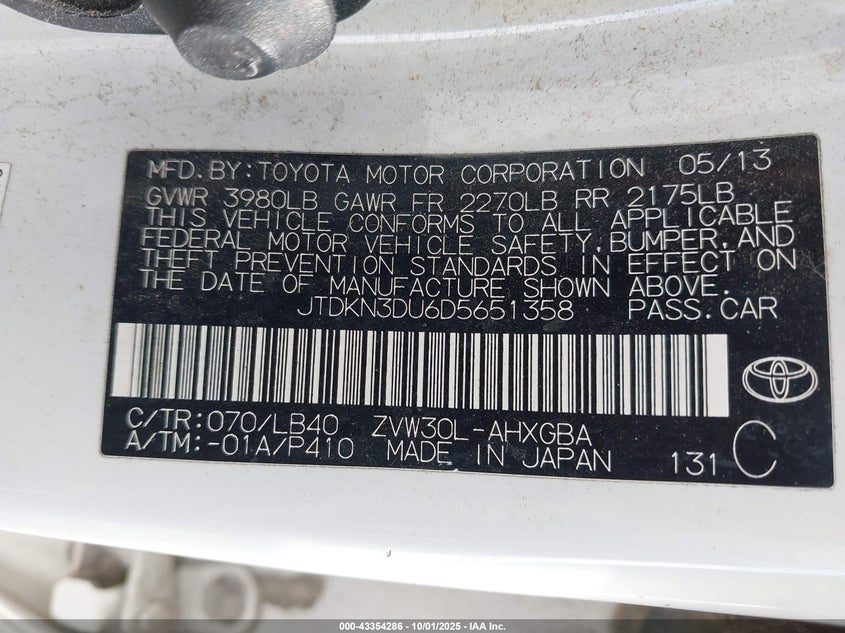 MFD. BY: TOYOTA MOTOR CORPORATION 05/13
GVWR 3980LB GAWR FR 2270LB RR 2175LB
THIS VEHICLE CONFORMS TO ALL APPLICABLE
FEDERAL MOTOR VEHICLE SAFETY, BUMPER, AND
THEFT PREVENTION STANDARDS IN EFFECT ON
THE DATE OF MANUFACTURE SHOWN ABOVE.
JTDKN3DU6D5651358 PASS. CAR
C/TR: 070/LB40 ZVW30L-AHXGBA
A/TM: -01A/P410 MADE IN JAPAN 131 C
000-43354286 - 10/01/2025 - IAA Inc.